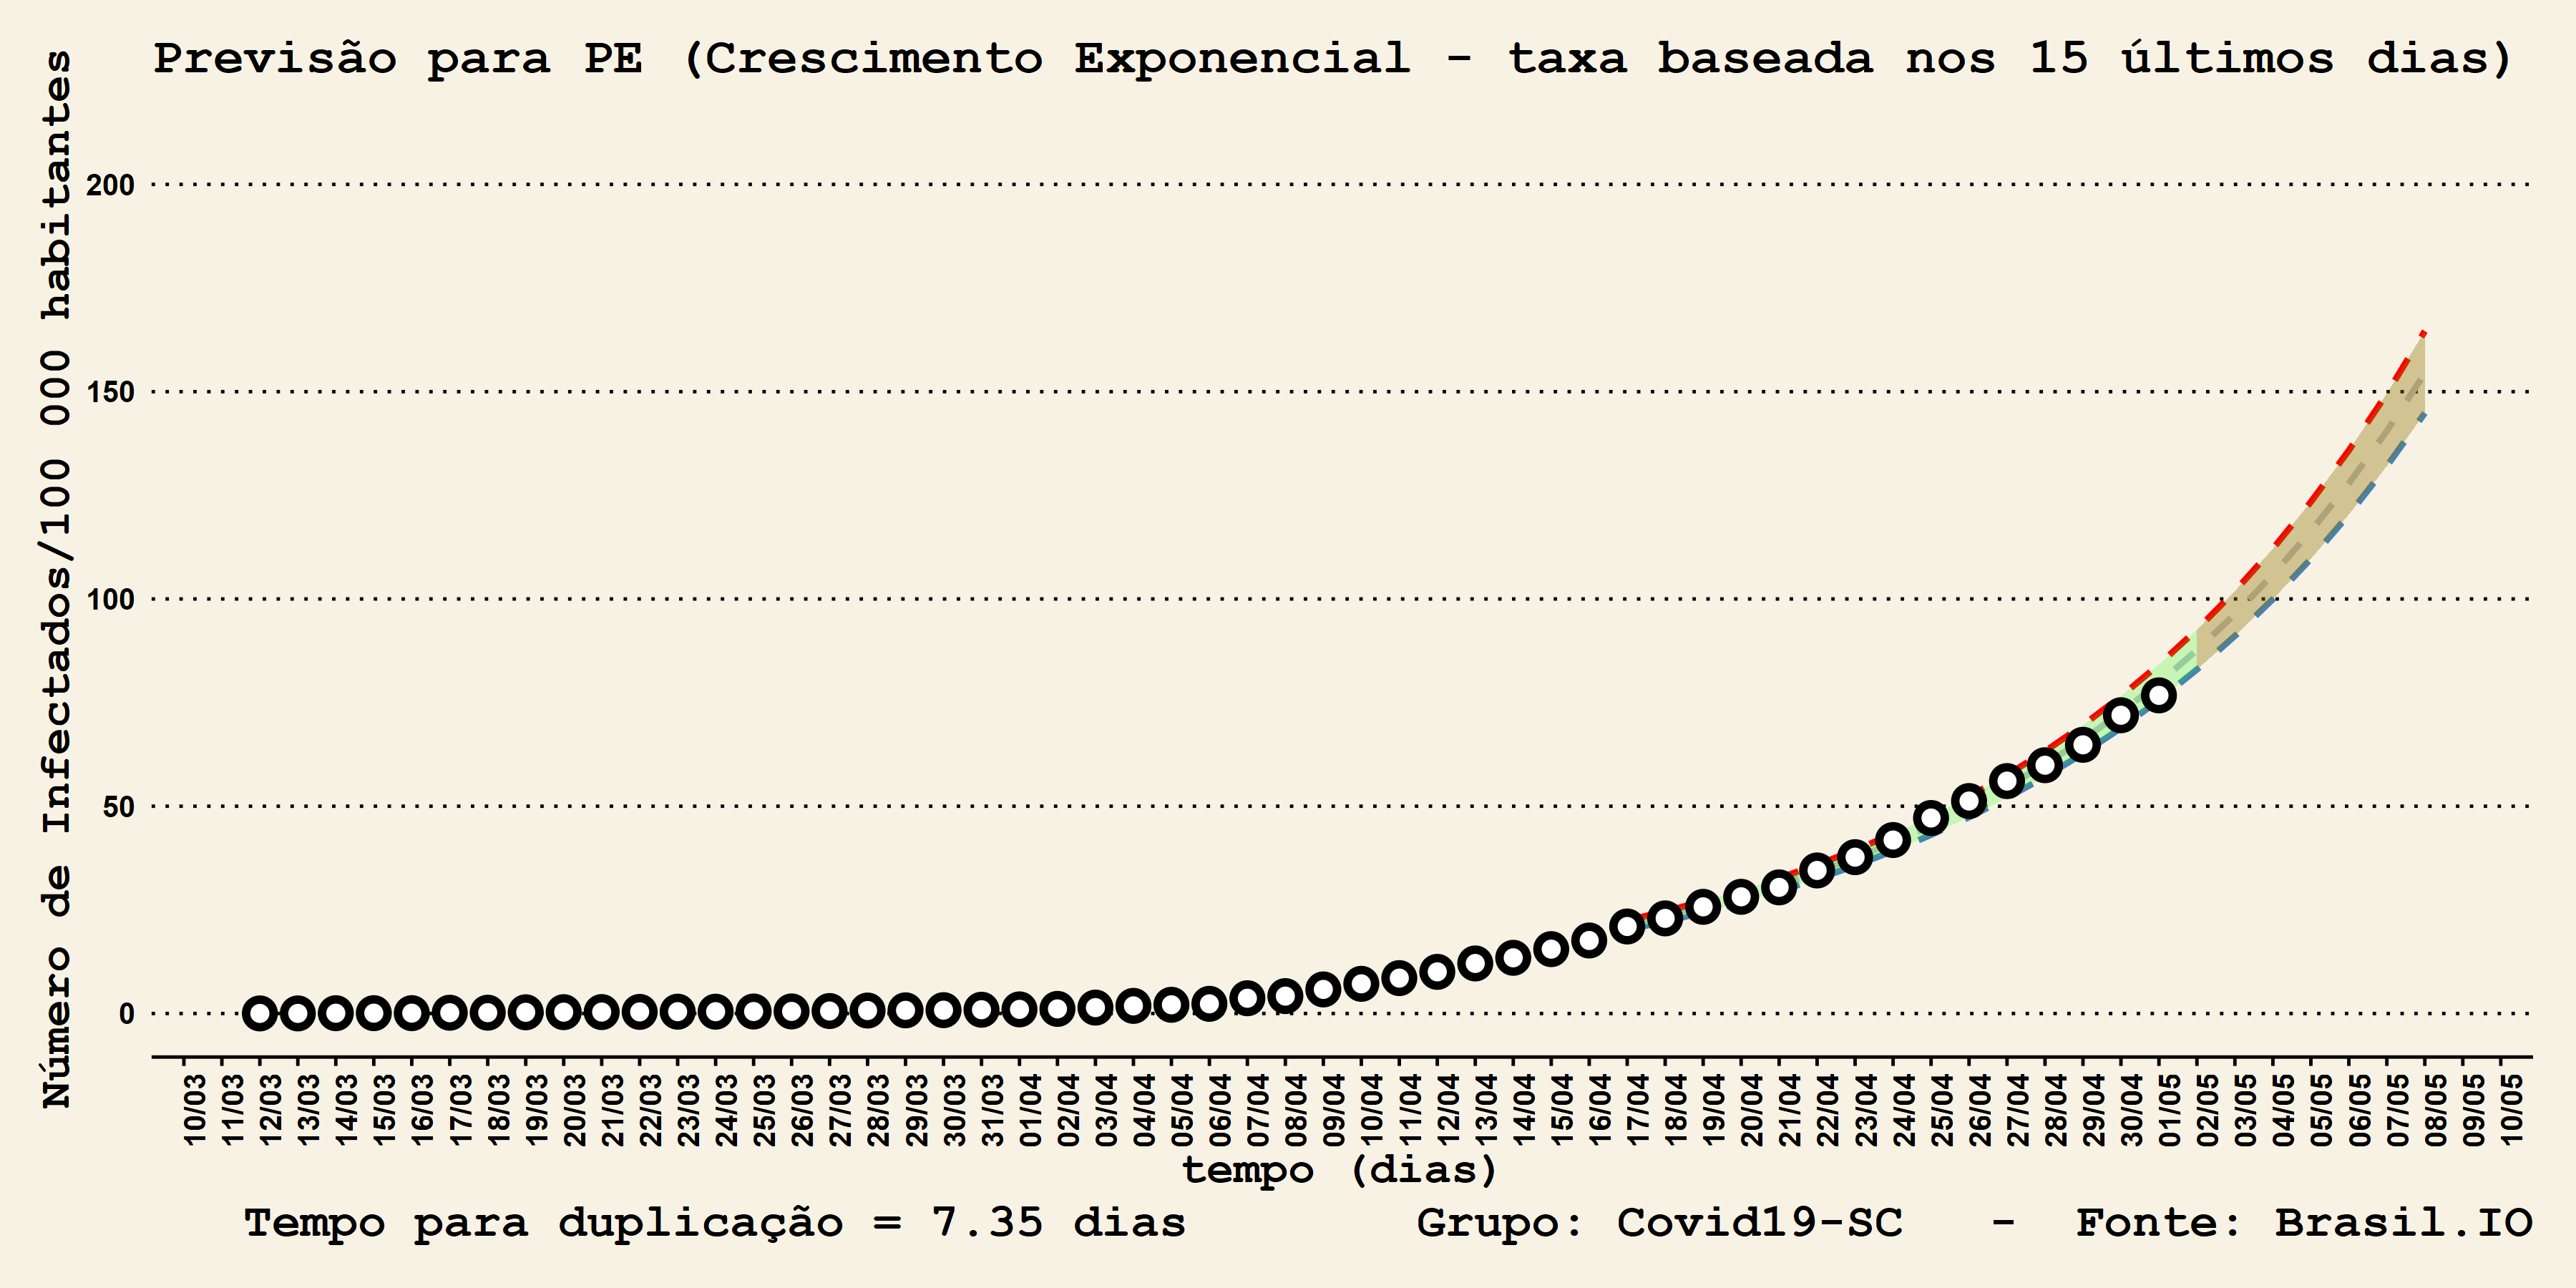 Previsão para PE (Crescimento Exponencial - taxa baseada nos 15 últimos dias)
Número de Infectados/100 000 habitantes
200
150
100
50
0
10/03 11/03 12/03 13/03 14/03 15/03 16/03 17/03 18/03 19/03 20/03 21/03 22/03 23/03 24/03 25/03 26/03 27/03 28/03 29/03 30/03 31/03 01/04 02/04 03/04 04/04 05/04 06/04 07/04 08/04 09/04 10/04 11/04 12/04 13/04 14/04 15/04 16/04 17/04 18/04 19/04 20/04 21/04 22/04 23/04 24/04 25/04 26/04 27/04 28/04 29/04 30/04 01/05 02/05 03/05 04/05 05/05 06/05 07/05 08/05 09/05 10/05
tempo (dias)
Tempo para duplicação = 7.35 dias Grupo: Covid19-SC - Fonte: Brasil.IO